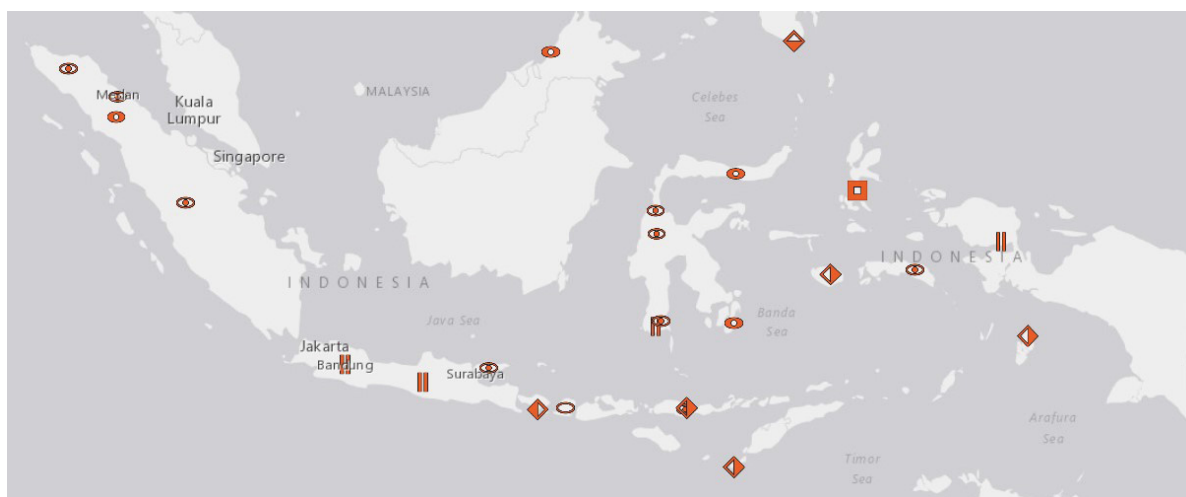 MALAYSIA
Celebes
Sea
Medan
Kuala
Lumpur
Singapore
INDONESIA
INDONESIA
Java Sea
Banda
Sea
Jakarta
Bandung
Surabaya
Arafura
Sea
Timor
Sea